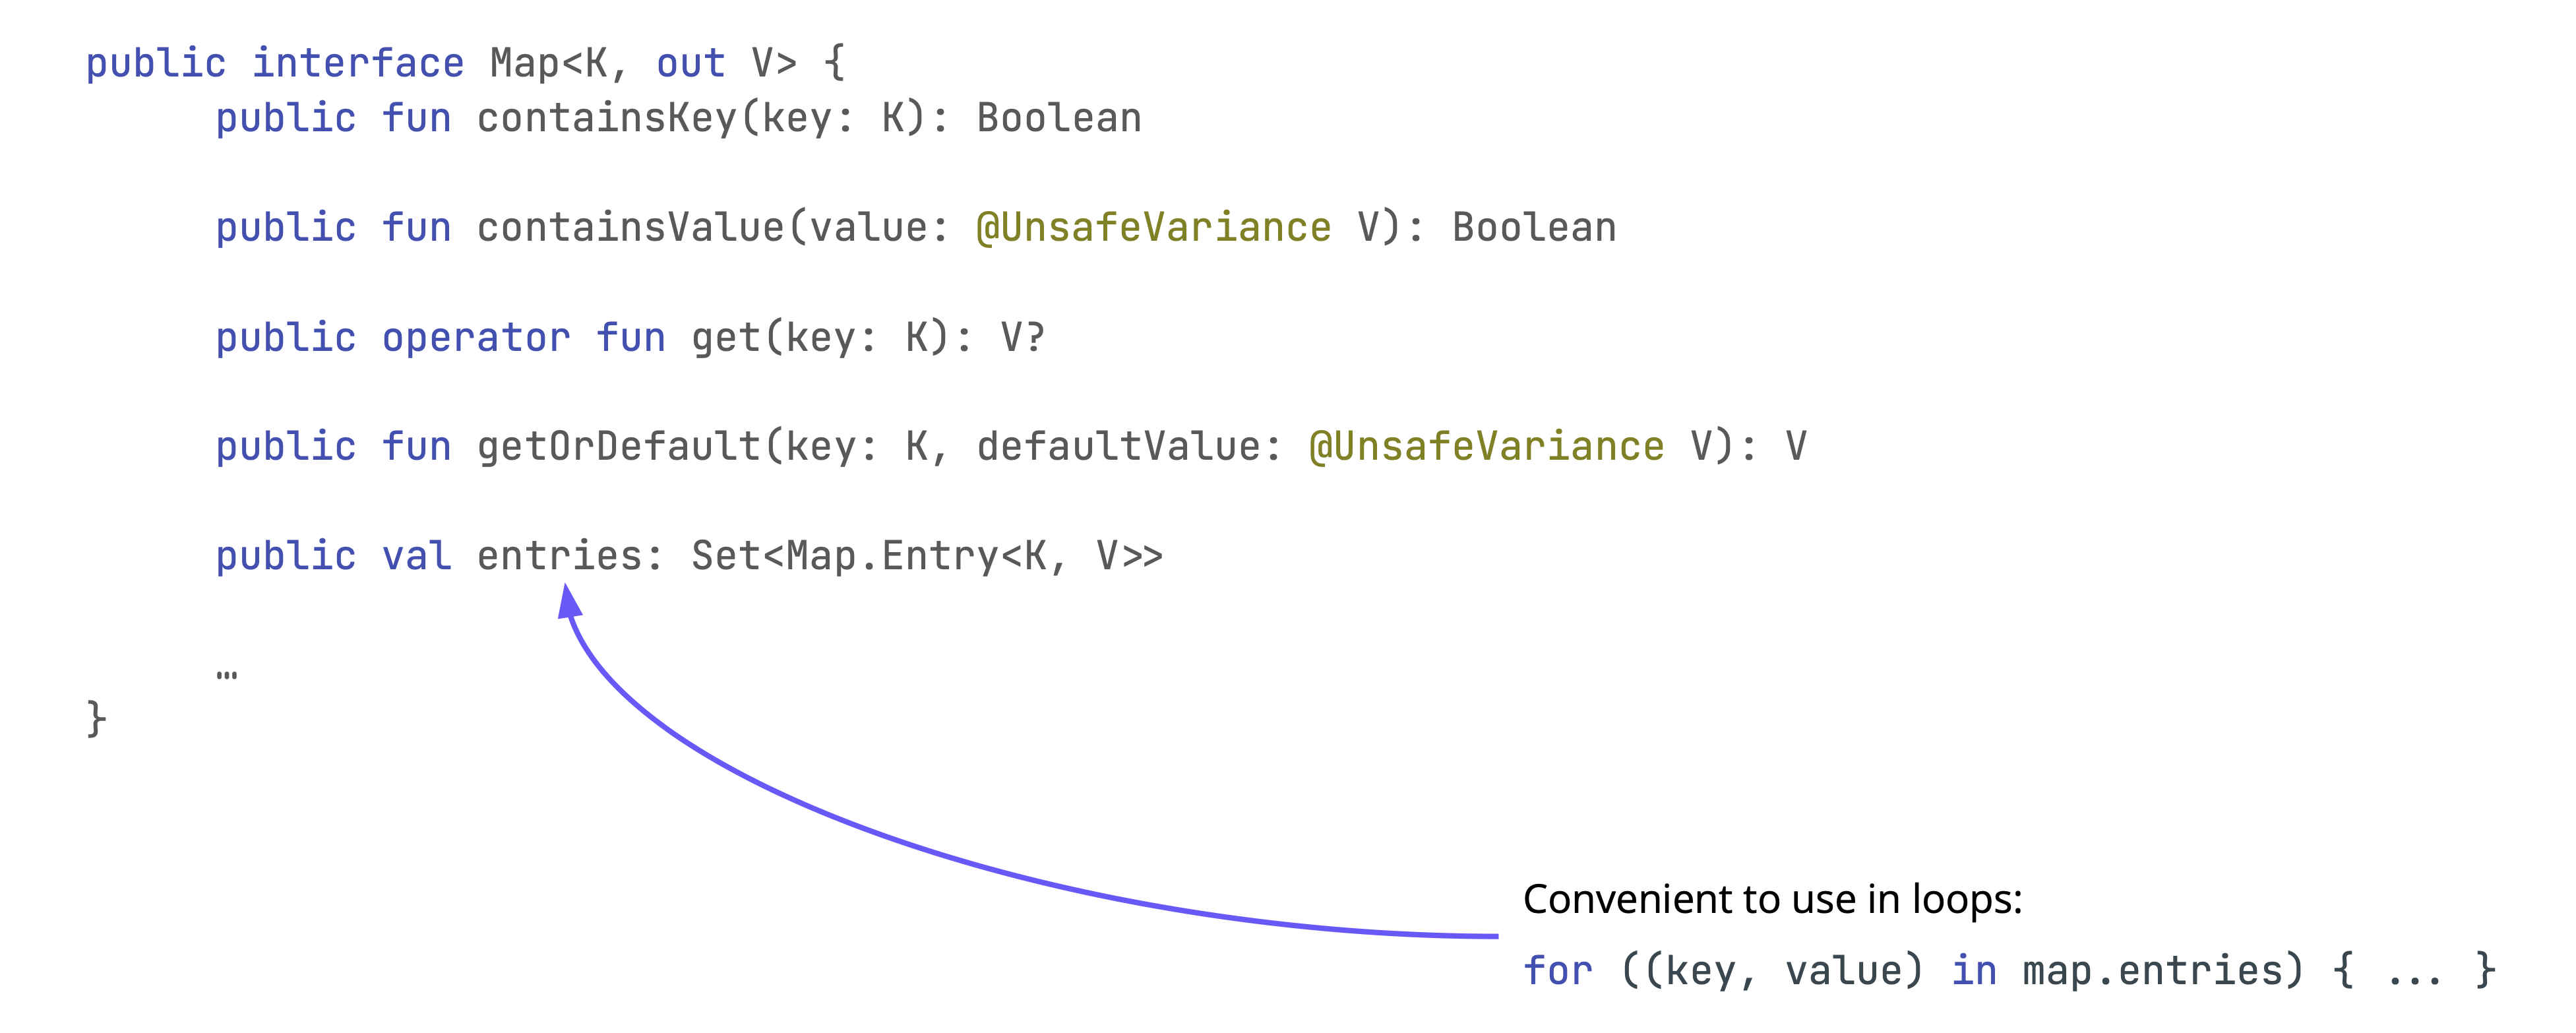 public interface Map<K, out V> {
public fun containsKey(key: K): Boolean
public fun containsValue(value: @UnsafeVariance V): Boolean
public operator fun get(key: K): V?
public fun getOrDefault(key: K, defaultValue: @UnsafeVariance V): V
public val entries: Set<Map.Entry<K, V>>
…
}
Convenient to use in loops:
for ((key, value) in map.entries) { ... }